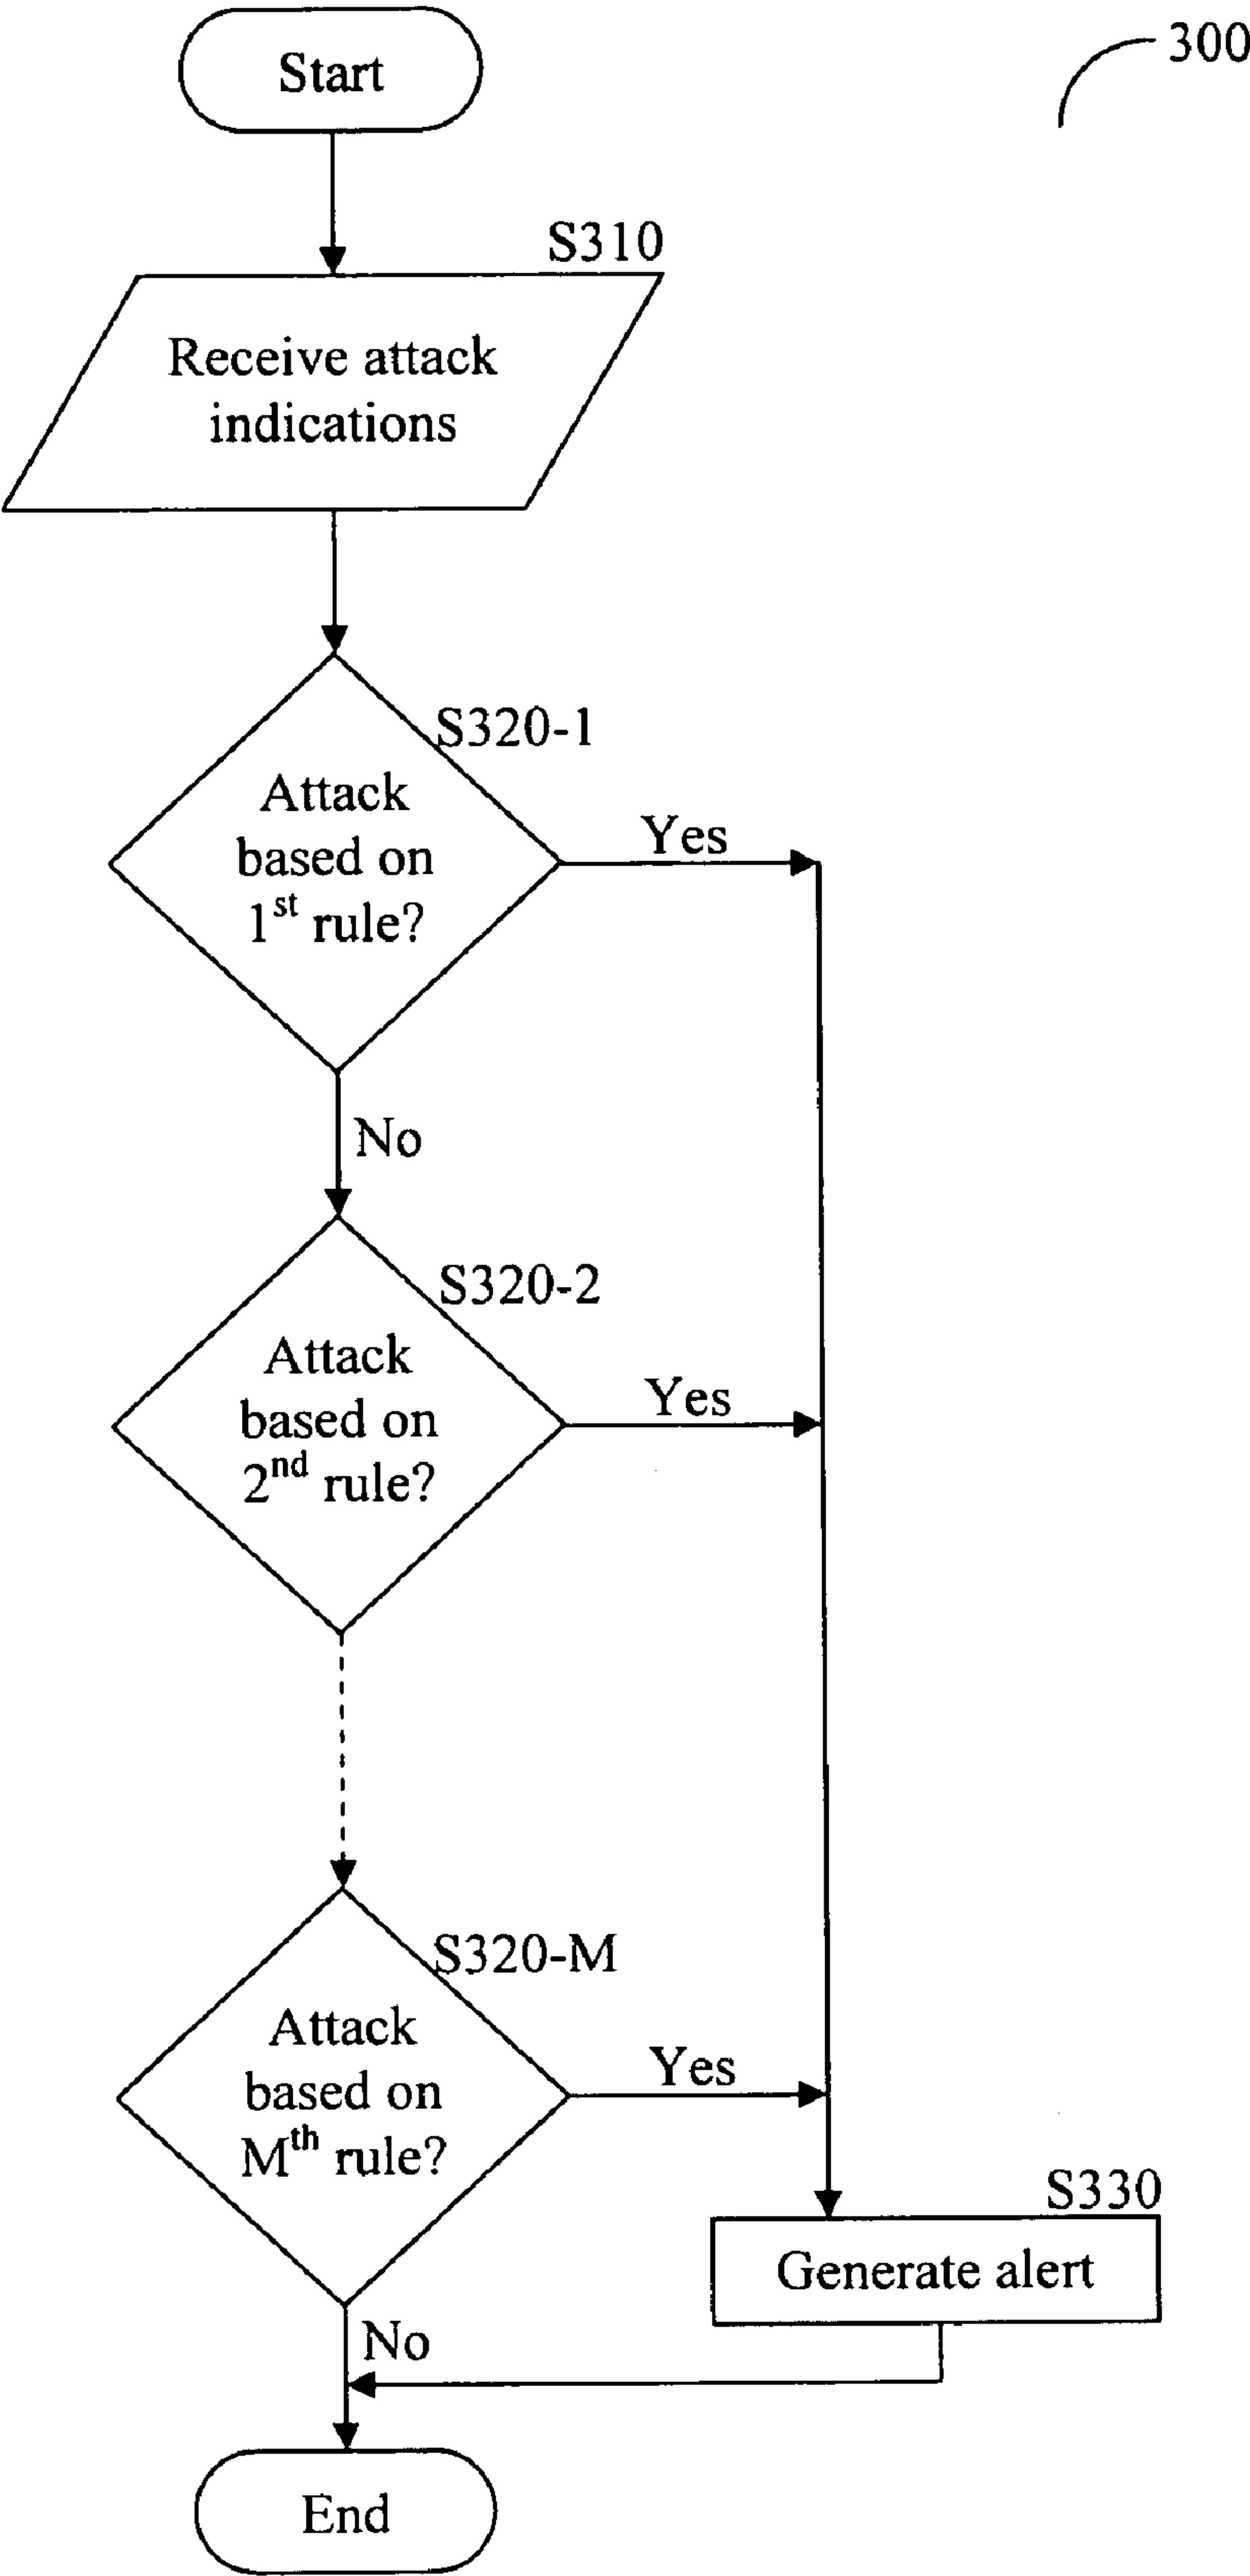 Start
300
S310
Receive attack
indications
S320-1
Attack
based on
1st rule?
Yes
No
S320-2
Attack
based on
2nd rule?
Yes
S320-M
Attack
based on
Mth rule?
Yes
S330
Generate alert
No
End